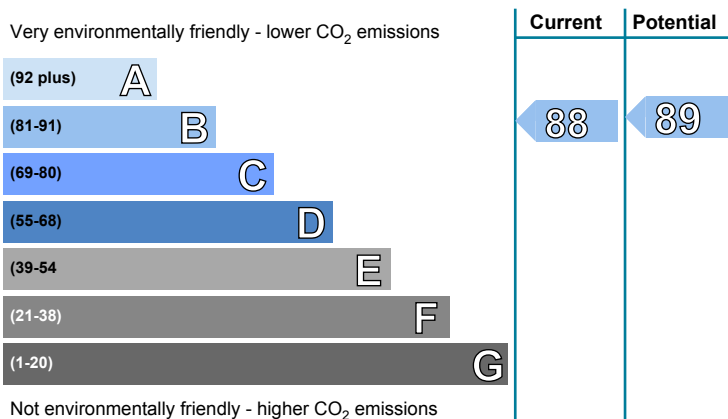 Current Potential
Very environmentally friendly - lower CO2 emissions
(92 plus) A
(81-91) B
88 89
(69-80) C
(55-68) D
(39-54 E
(21-38) F
(1-20) G
Not environmentally friendly - higher CO2 emissions